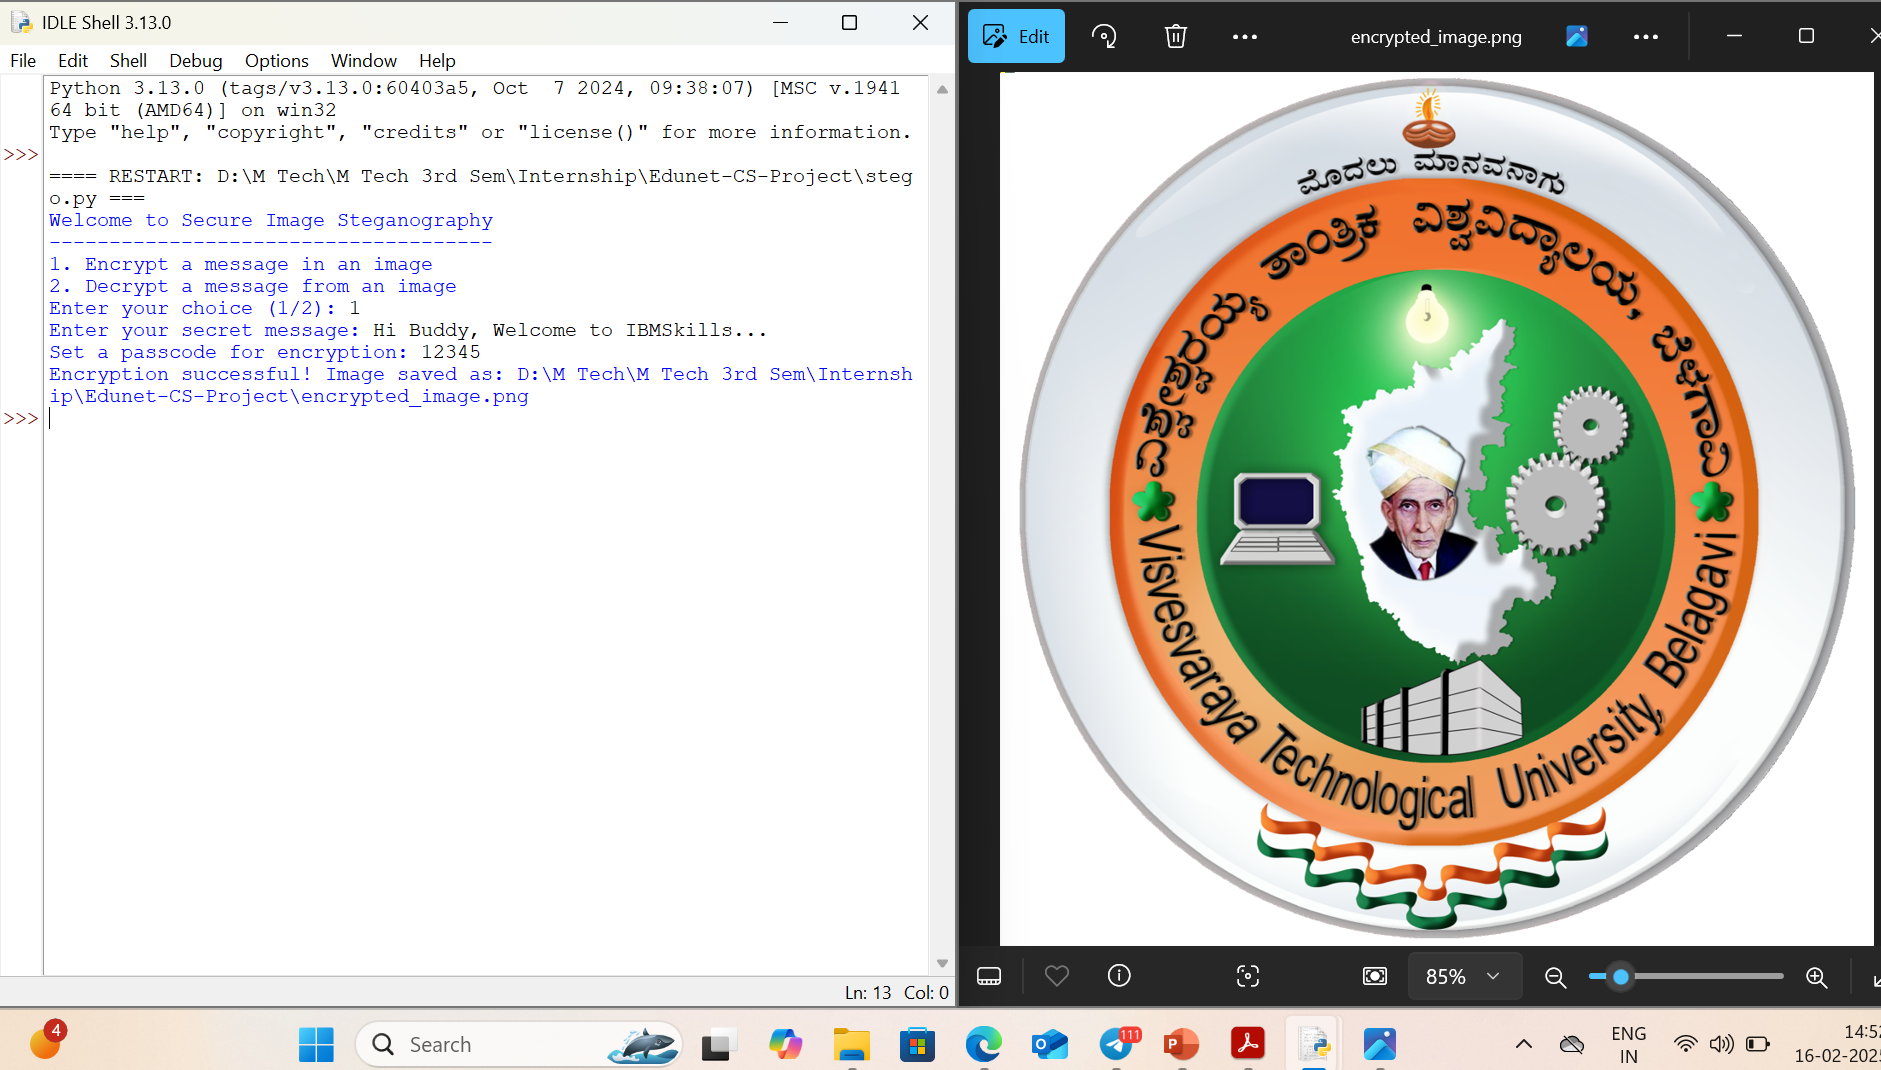 IDLE Shell 3.13.0
File Edit Shell Debug Options Window Help
Python 3.13.0 (tags/v3.13.0:60403a5, Oct  7 2024, 09:38:07) [MSC v.1941
64 bit (AMD64)] on win32
Type "help", "copyright", "credits" or "license()" for more information.
>>>
==== RESTART: D:\M Tech\M Tech 3rd Sem\Internship\Edunet-CS-Project\steg
o.py ===
Welcome to Secure Image Steganography
-------------------------------------
1. Encrypt a message in an image
2. Decrypt a message from an image
Enter your choice (1/2): 1
Enter your secret message: Hi Buddy, Welcome to IBMSkills...
Set a passcode for encryption: 12345
Encryption successful! Image saved as: D:\M Tech\M Tech 3rd Sem\Internsh
ip\Edunet-CS-Project\encrypted_image.png
>>>
Ln: 13 Col: 0
Edit
encrypted_image.png
ಮೊದಲು ಮಾನವನಾಗು
ವಿಶ್ವೇಶ್ವರಯ್ಯ ತಾಂತ್ರಿಕ ವಿಶ್ವವಿದ್ಯಾಲಯ, ಬೆಳಗಾವಿ
Visvesvaraya Technological University, Belagavi
85%
4
Search
111
ENG
IN
14:52
16-02-2025